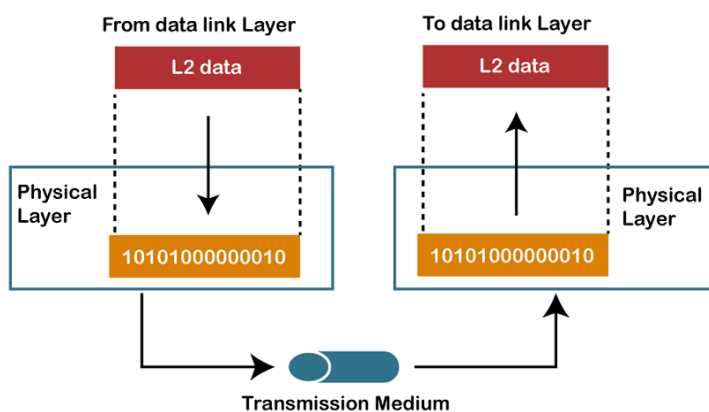 From data link Layer
To data link Layer
L2 data
L2 data
Physical
Layer
Physical
Layer
10101000000010
10101000000010
Transmission Medium